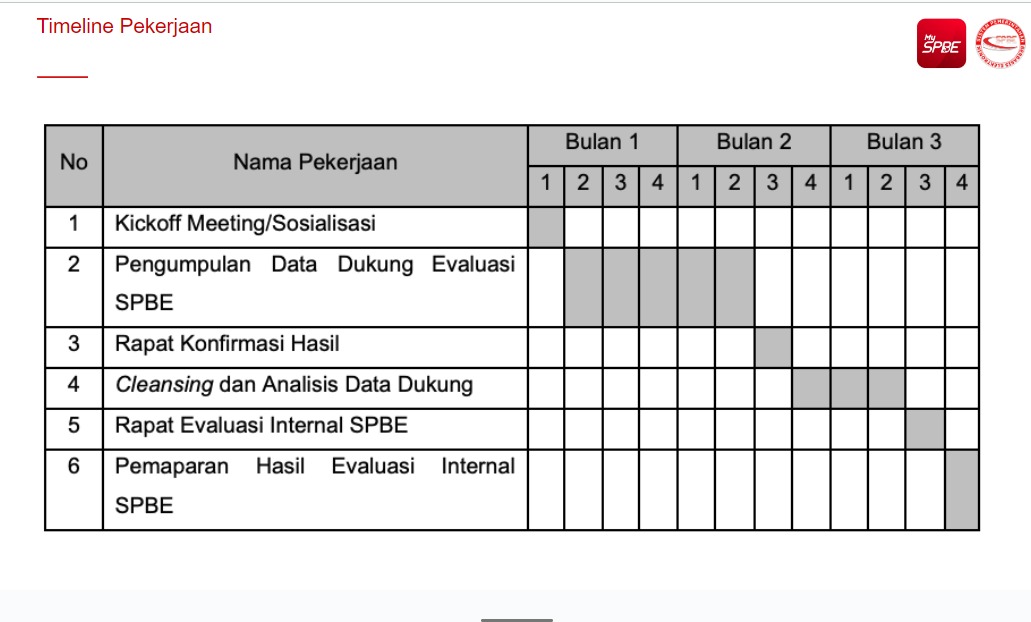 Timeline Pekerjaan
My
SPBE
No
Nama Pekerjaan
Bulan 1
Bulan 2
Bulan 3
1 2 3 4 1 2 3 4 1 2 3 4
1 Kickoff Meeting/Sosialisasi
2 Pengumpulan Data Dukung Evaluasi
SPBE
3 Rapat Konfirmasi Hasil
4 Cleansing dan Analisis Data Dukung
5 Rapat Evaluasi Internal SPBE
6 Pemaparan Hasil Evaluasi Internal
SPBE